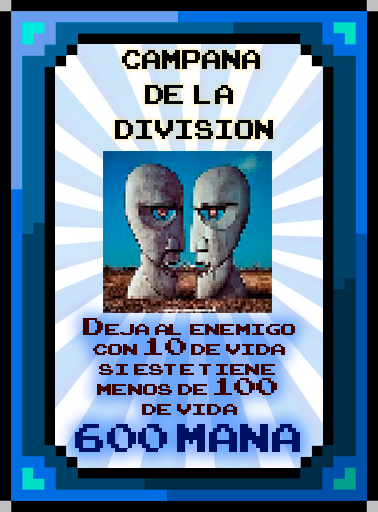 CAMPANA
DE LA
DIVISION
DEJA AL ENEMIGO
CON 10 DE VIDA
SI ESTE TIENE
MENOS DE 100
DE VIDA
600 MANA